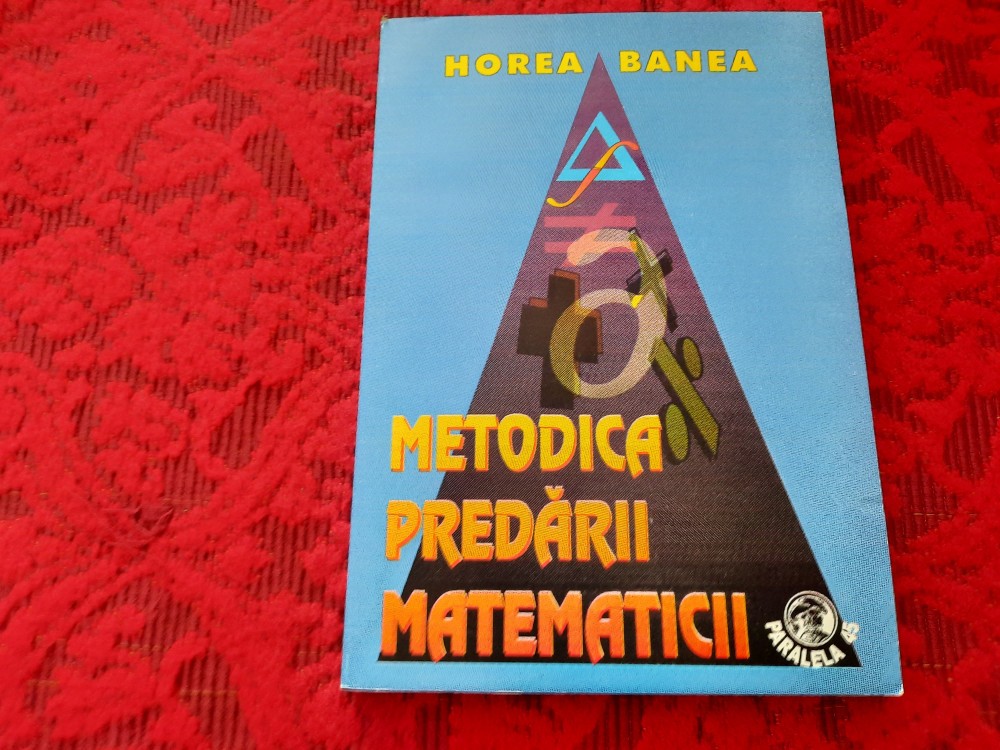 HOREA BANEA
METODICA
PREDĂRII
MATEMATICII
PARALELA 45